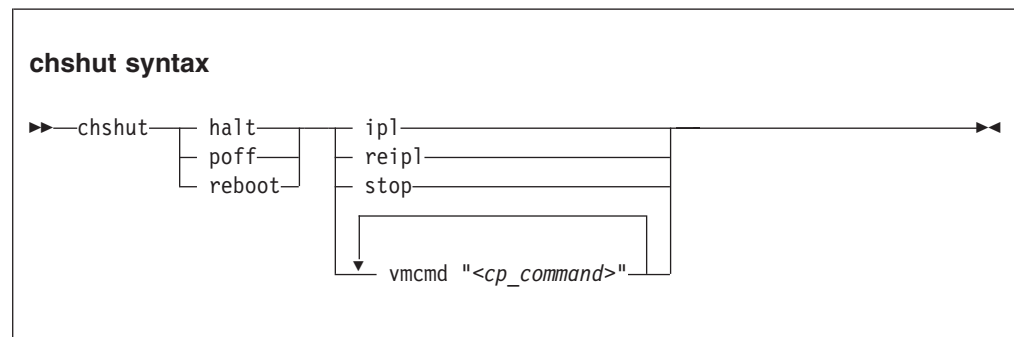 chshut syntax
chshut halt ipl
poff reipl
reboot stop
vmcmd "<cp_command>"